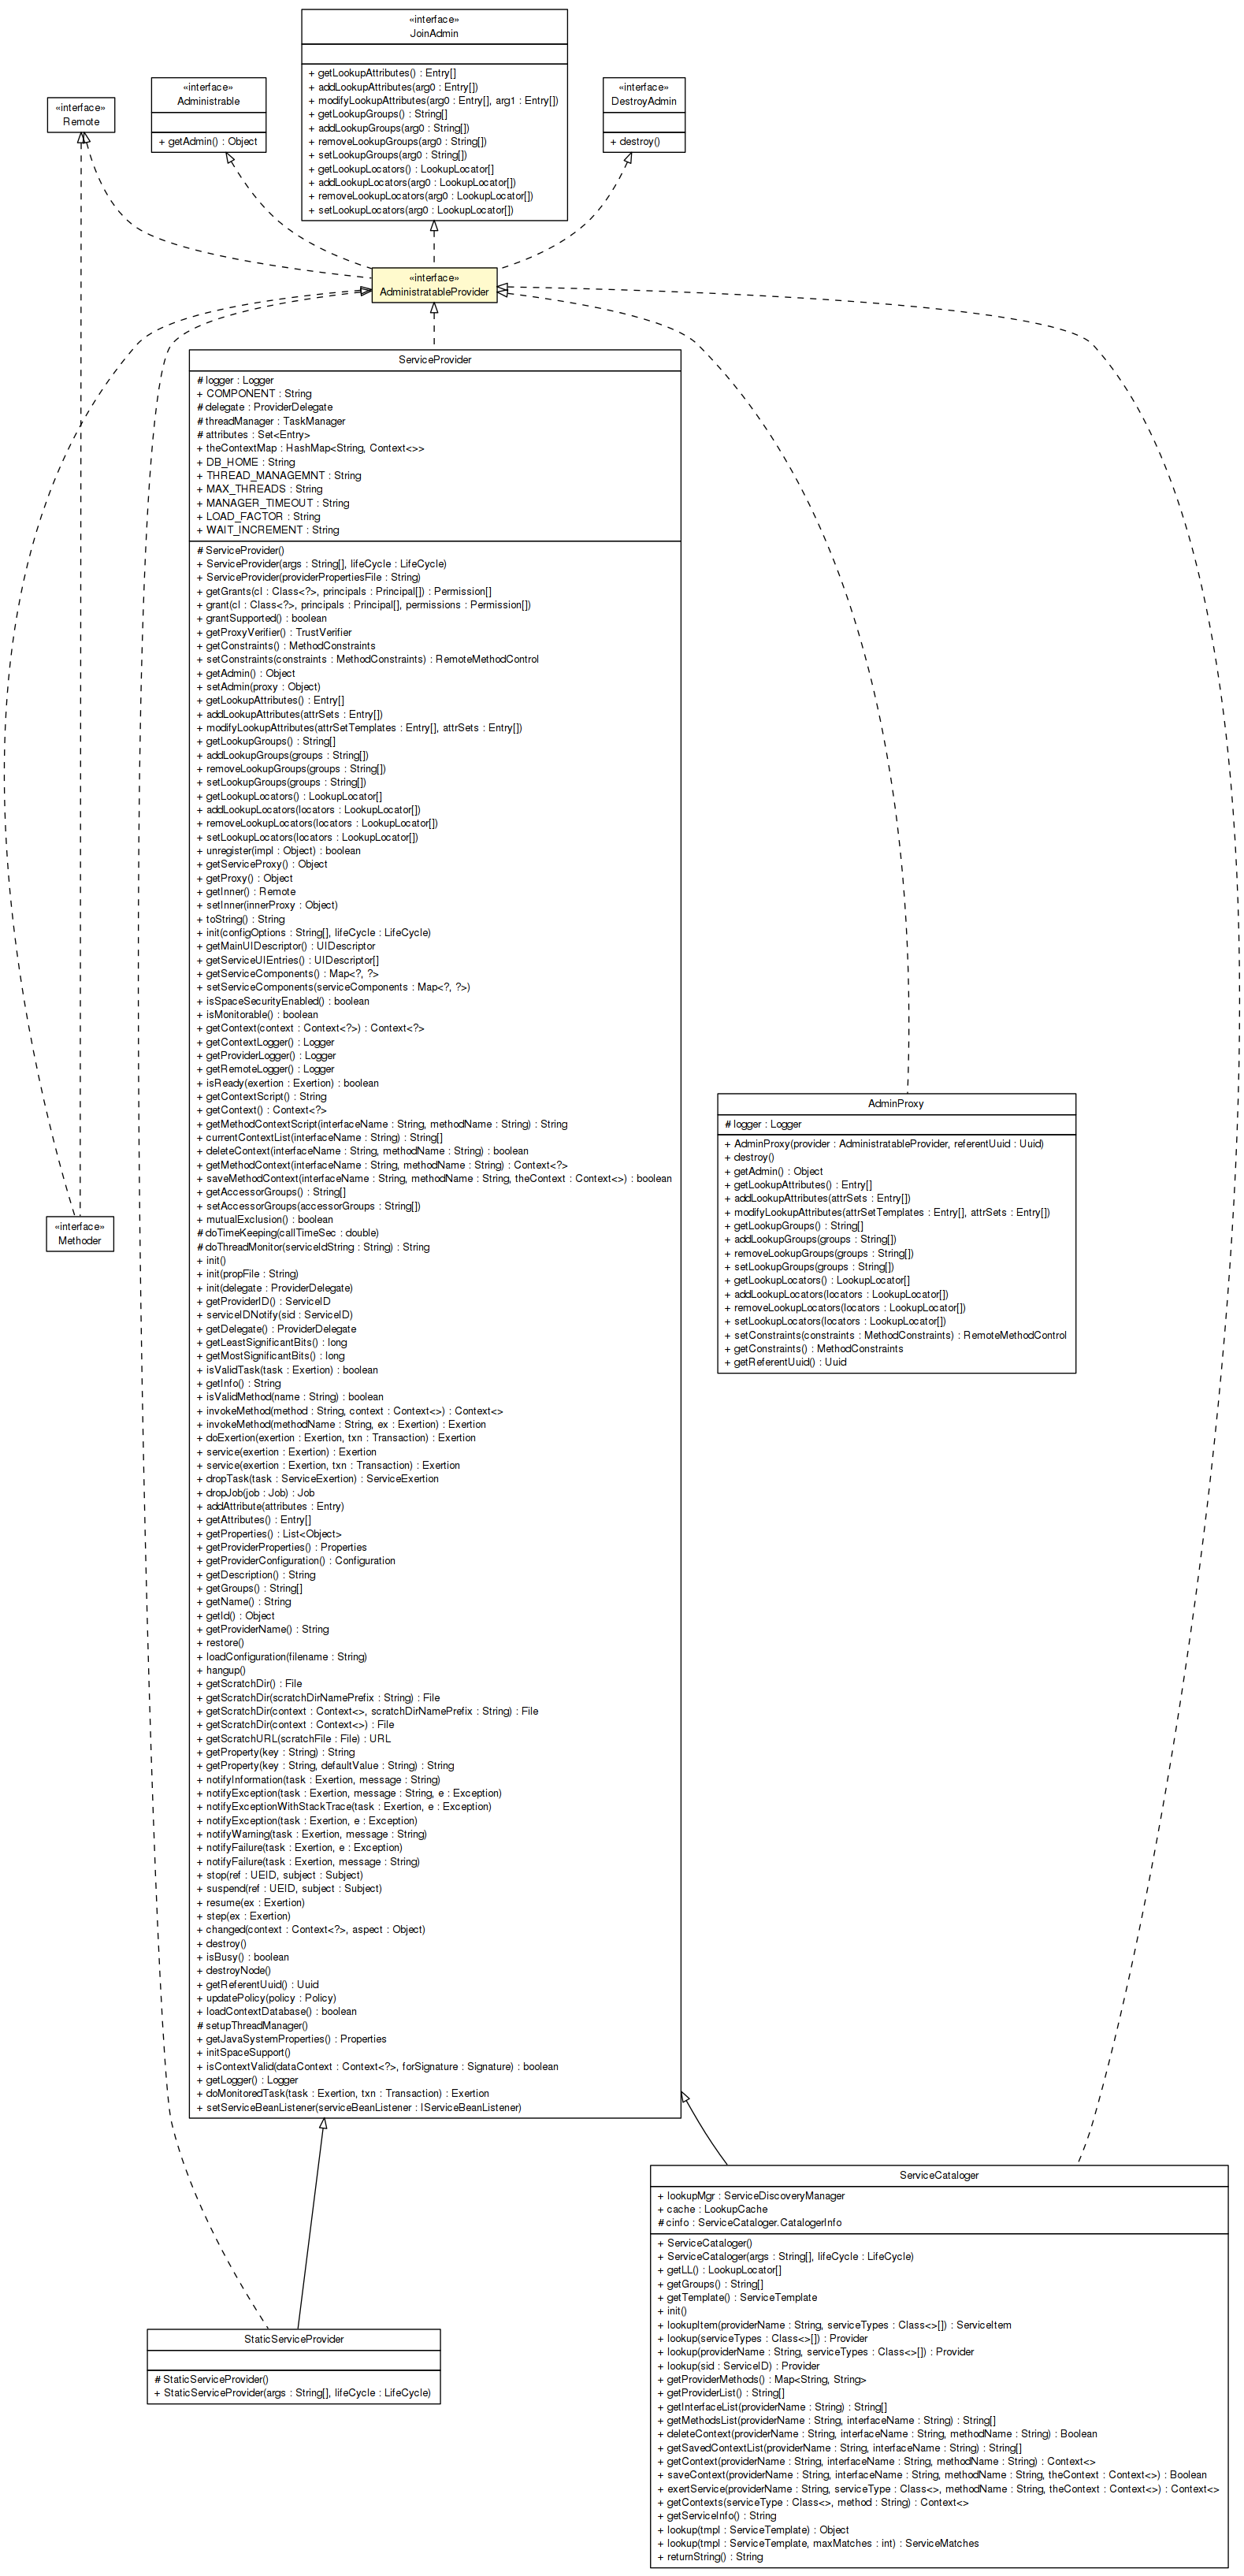 «interface»
JoinAdmin
+ getLookupAttributes() : Entry[]
+ addLookupAttributes(arg0 : Entry[])
+ modifyLookupAttributes(arg0 : Entry[], arg1 : Entry[])
+ getLookupGroups() : String[]
+ addLookupGroups(arg0 : String[])
+ removeLookupGroups(arg0 : String[])
+ setLookupGroups(arg0 : String[])
+ getLookupLocators() : LookupLocator[]
+ addLookupLocators(arg0 : LookupLocator[])
+ removeLookupLocators(arg0 : LookupLocator[])
+ setLookupLocators(arg0 : LookupLocator[])
«interface»
Administrable
+ getAdmin() : Object
«interface»
DestroyAdmin
+ destroy()
«interface»
Remote
«interface»
AdministratableProvider
ServiceProvider
# logger : Logger
+ COMPONENT : String
# delegate : ProviderDelegate
# threadManager : TaskManager
# attributes : Set<Entry>
+ theContextMap : HashMap<String, Context<>>
+ DB_HOME : String
+ THREAD_MANAGEMNT : String
+ MAX_THREADS : String
+ MANAGER_TIMEOUT : String
+ LOAD_FACTOR : String
+ WAIT_INCREMENT : String
# ServiceProvider()
+ ServiceProvider(args : String[], lifeCycle : LifeCycle)
+ ServiceProvider(providerPropertiesFile : String)
+ getGrants(cl : Class<?>, principals : Principal[]) : Permission[]
+ grant(cl : Class<?>, principals : Principal[], permissions : Permission[])
+ grantSupported() : boolean
+ getProxyVerifier() : TrustVerifier
+ getConstraints() : MethodConstraints
+ setConstraints(constraints : MethodConstraints) : RemoteMethodControl
+ getAdmin() : Object
+ setAdmin(proxy : Object)
+ getLookupAttributes() : Entry[]
+ addLookupAttributes(attrSets : Entry[])
+ modifyLookupAttributes(attrSetTemplates : Entry[], attrSets : Entry[])
+ getLookupGroups() : String[]
+ addLookupGroups(groups : String[])
+ removeLookupGroups(groups : String[])
+ setLookupGroups(groups : String[])
+ getLookupLocators() : LookupLocator[]
+ addLookupLocators(locators : LookupLocator[])
+ removeLookupLocators(locators : LookupLocator[])
+ setLookupLocators(locators : LookupLocator[])
+ unregister(impl : Object) : boolean
+ getServiceProxy() : Object
+ getProxy() : Object
+ getInner() : Remote
+ setInner(innerProxy : Object)
+ toString() : String
+ init(configOptions : String[], lifeCycle : LifeCycle)
+ getMainUIDescriptor() : UIDescriptor
+ getServiceUIEntries() : UIDescriptor[]
+ getServiceComponents() : Map<?, ?>
+ setServiceComponents(serviceComponents : Map<?, ?>)
+ isSpaceSecurityEnabled() : boolean
+ isMonitorable() : boolean
+ getContext(context : Context<?>) : Context<?>
+ getContextLogger() : Logger
+ getProviderLogger() : Logger
+ getRemoteLogger() : Logger
+ isReady(exertion : Exertion) : boolean
+ getContextScript() : String
+ getContext() : Context<?>
+ getMethodContextScript(interfaceName : String, methodName : String) : String
+ currentContextList(interfaceName : String) : String[]
+ deleteContext(interfaceName : String, methodName : String) : boolean
+ getMethodContext(interfaceName : String, methodName : String) : Context<?>
+ saveMethodContext(interfaceName : String, methodName : String, theContext : Context<>) : boolean
+ getAccessorGroups() : String[]
+ setAccessorGroups(accessorGroups : String[])
+ mutualExclusion() : boolean
# doTimeKeeping(callTimeSec : double)
# doThreadMonitor(serviceIdString : String) : String
+ init()
+ init(propFile : String)
+ init(delegate : ProviderDelegate)
+ getProviderID() : ServiceID
+ serviceIDNotify(sid : ServiceID)
+ getDelegate() : ProviderDelegate
+ getLeastSignificantBits() : long
+ getMostSignificantBits() : long
+ isValidTask(task : Exertion) : boolean
+ getInfo() : String
+ isValidMethod(name : String) : boolean
+ invokeMethod(method : String, context : Context<>) : Context<>
+ invokeMethod(methodName : String, ex : Exertion) : Exertion
+ doExertion(exertion : Exertion, txn : Transaction) : Exertion
+ service(exertion : Exertion) : Exertion
+ service(exertion : Exertion, txn : Transaction) : Exertion
+ dropTask(task : ServiceExertion) : ServiceExertion
+ dropJob(job : Job) : Job
+ addAttribute(attributes : Entry)
+ getAttributes() : Entry[]
+ getProperties() : List<Object>
+ getProviderProperties() : Properties
+ getProviderConfiguration() : Configuration
+ getDescription() : String
+ getGroups() : String[]
+ getName() : String
+ getId() : Object
+ getProviderName() : String
+ restore()
+ loadConfiguration(filename : String)
+ hangup()
+ getScratchDir() : File
+ getScratchDir(scratchDirNamePrefix : String) : File
+ getScratchDir(context : Context<>, scratchDirNamePrefix : String) : File
+ getScratchDir(context : Context<>) : File
+ getScratchURL(scratchFile : File) : URL
+ getProperty(key : String) : String
+ getProperty(key : String, defaultValue : String) : String
+ notifyInformation(task : Exertion, message : String)
+ notifyException(task : Exertion, message : String, e : Exception)
+ notifyExceptionWithStackTrace(task : Exertion, e : Exception)
+ notifyException(task : Exertion, e : Exception)
+ notifyWarning(task : Exertion, message : String)
+ notifyFailure(task : Exertion, e : Exception)
+ notifyFailure(task : Exertion, message : String)
+ stop(ref : UEID, subject : Subject)
+ suspend(ref : UEID, subject : Subject)
+ resume(ex : Exertion)
+ step(ex : Exertion)
+ changed(context : Context<?>, aspect : Object)
+ destroy()
+ isBusy() : boolean
+ destroyNode()
+ getReferentUuid() : Uuid
+ updatePolicy(policy : Policy)
+ loadContextDatabase() : boolean
# setupThreadManager()
+ getJavaSystemProperties() : Properties
+ initSpaceSupport()
+ isContextValid(dataContext : Context<?>, forSignature : Signature) : boolean
+ getLogger() : Logger
+ doMonitoredTask(task : Exertion, txn : Transaction) : Exertion
+ setServiceBeanListener(serviceBeanListener : IServiceBeanListener)
AdminProxy
# logger : Logger
+ AdminProxy(provider : AdministratableProvider, referentUuid : Uuid)
+ destroy()
+ getAdmin() : Object
+ getLookupAttributes() : Entry[]
+ addLookupAttributes(attrSets : Entry[])
+ modifyLookupAttributes(attrSetTemplates : Entry[], attrSets : Entry[])
+ getLookupGroups() : String[]
+ addLookupGroups(groups : String[])
+ removeLookupGroups(groups : String[])
+ setLookupGroups(groups : String[])
+ getLookupLocators() : LookupLocator[]
+ addLookupLocators(locators : LookupLocator[])
+ removeLookupLocators(locators : LookupLocator[])
+ setLookupLocators(locators : LookupLocator[])
+ setConstraints(constraints : MethodConstraints) : RemoteMethodControl
+ getConstraints() : MethodConstraints
+ getReferentUuid() : Uuid
«interface»
Methoder
ServiceCataloger
+ lookupMgr : ServiceDiscoveryManager
+ cache : LookupCache
# cinfo : ServiceCataloger.CatalogerInfo
+ ServiceCataloger()
+ ServiceCataloger(args : String[], lifeCycle : LifeCycle)
+ getLL() : LookupLocator[]
+ getGroups() : String[]
+ getTemplate() : ServiceTemplate
+ init()
+ lookupItem(providerName : String, serviceTypes : Class<>[]) : ServiceItem
+ lookup(serviceTypes : Class<>[]) : Provider
+ lookup(providerName : String, serviceTypes : Class<>[]) : Provider
+ lookup(sid : ServiceID) : Provider
+ getProviderMethods() : Map<String, String>
+ getProviderList() : String[]
+ getInterfaceList(providerName : String) : String[]
+ getMethodsList(providerName : String, interfaceName : String) : String[]
+ deleteContext(providerName : String, interfaceName : String, methodName : String) : Boolean
+ getSavedContextList(providerName : String, interfaceName : String) : String[]
+ getContext(providerName : String, interfaceName : String, methodName : String) : Context<>
+ saveContext(providerName : String, interfaceName : String, methodName : String, theContext : Context<>) : Boolean
+ exertService(providerName : String, serviceType : Class<>, methodName : String, theContext : Context<>) : Context<>
+ getContexts(serviceType : Class<>, method : String) : Context<>
+ getServiceInfo() : String
+ lookup(tmpl : ServiceTemplate) : Object
+ lookup(tmpl : ServiceTemplate, maxMatches : int) : ServiceMatches
+ returnString() : String
StaticServiceProvider
# StaticServiceProvider()
+ StaticServiceProvider(args : String[], lifeCycle : LifeCycle)